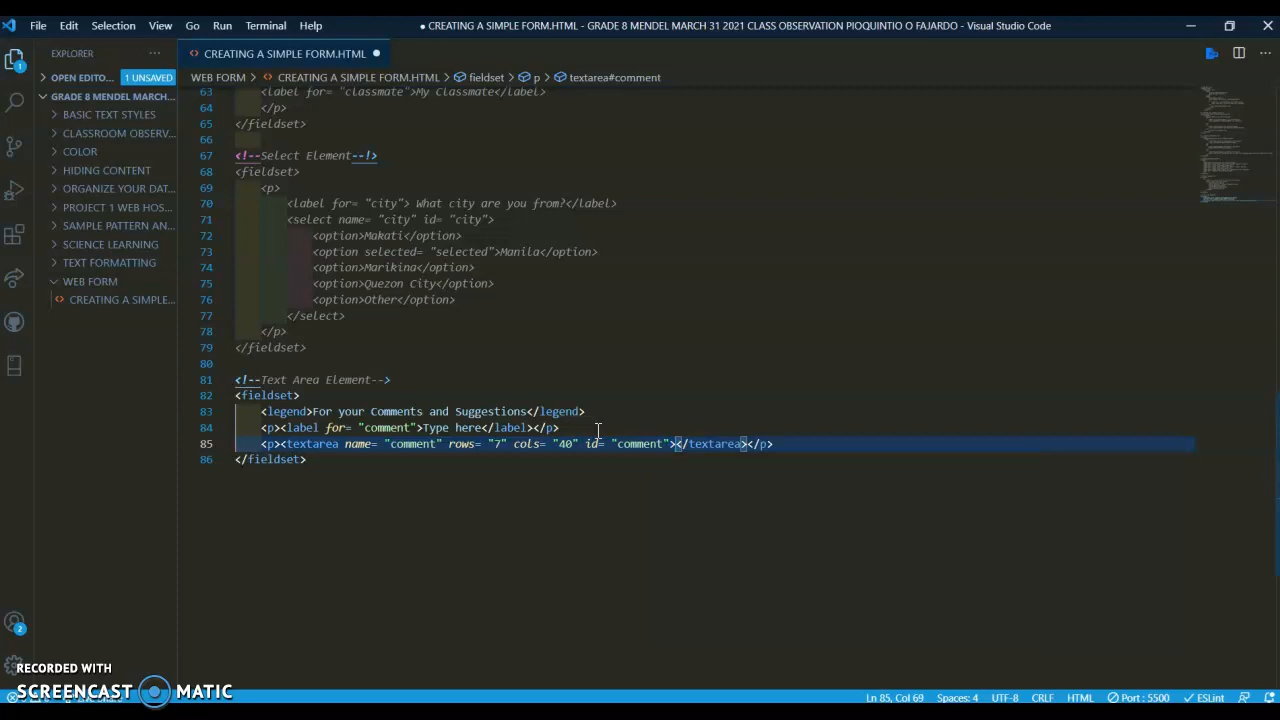 File Edit Selection View Go Run Terminal Help
● CREATING A SIMPLE FORM.HTML - GRADE 8 MENDEL MARCH 31 2021 CLASS OBSERVATION PIOQUINTIO O FAJARDO - Visual Studio Code
EXPLORER ...
OPEN EDITO... 1 UNSAVED
GRADE 8 MENDEL MARCH...
BASIC TEXT STYLES
CLASSROOM OBSERV...
COLOR
HIDING CONTENT
ORGANIZE YOUR DAT...
PROJECT 1 WEB HOS...
SAMPLE PATTERN AN...
SCIENCE LEARNING
TEXT FORMATTING
WEB FORM
<> CREATING A SIMPLE...
<> CREATING A SIMPLE FORM.HTML ●
WEB FORM > <> CREATING A SIMPLE FORM.HTML > fieldset > p > textarea#comment
63 <label for= "classmate">My Classmate</label>
64 </p>
65 </fieldset>
66
67 <!--Select Element--!>
68 <fieldset>
69 <p>
70 <label for= "city"> What city are you from?</label>
71 <select name= "city" id= "city">
72 <option>Makati</option>
73 <option selected= "selected">Manila</option>
74 <option>Marikina</option>
75 <option>Quezon City</option>
76 <option>Other</option>
77 </select>
78 </p>
79 </fieldset>
80
81 <!--Text Area Element-->
82 <fieldset>
83 <legend>For your Comments and Suggestions</legend>
84 <p><label for= "comment">Type here</label></p>
85 <p><textarea name= "comment" rows= "7" cols= "40" id= "comment"></textarea></p>
86 </fieldset>
1
2
RECORDED WITH
SCREENCAST MATIC
Ln 85, Col 69 Spaces: 4 UTF-8 CRLF HTML Port : 5500 ESLint